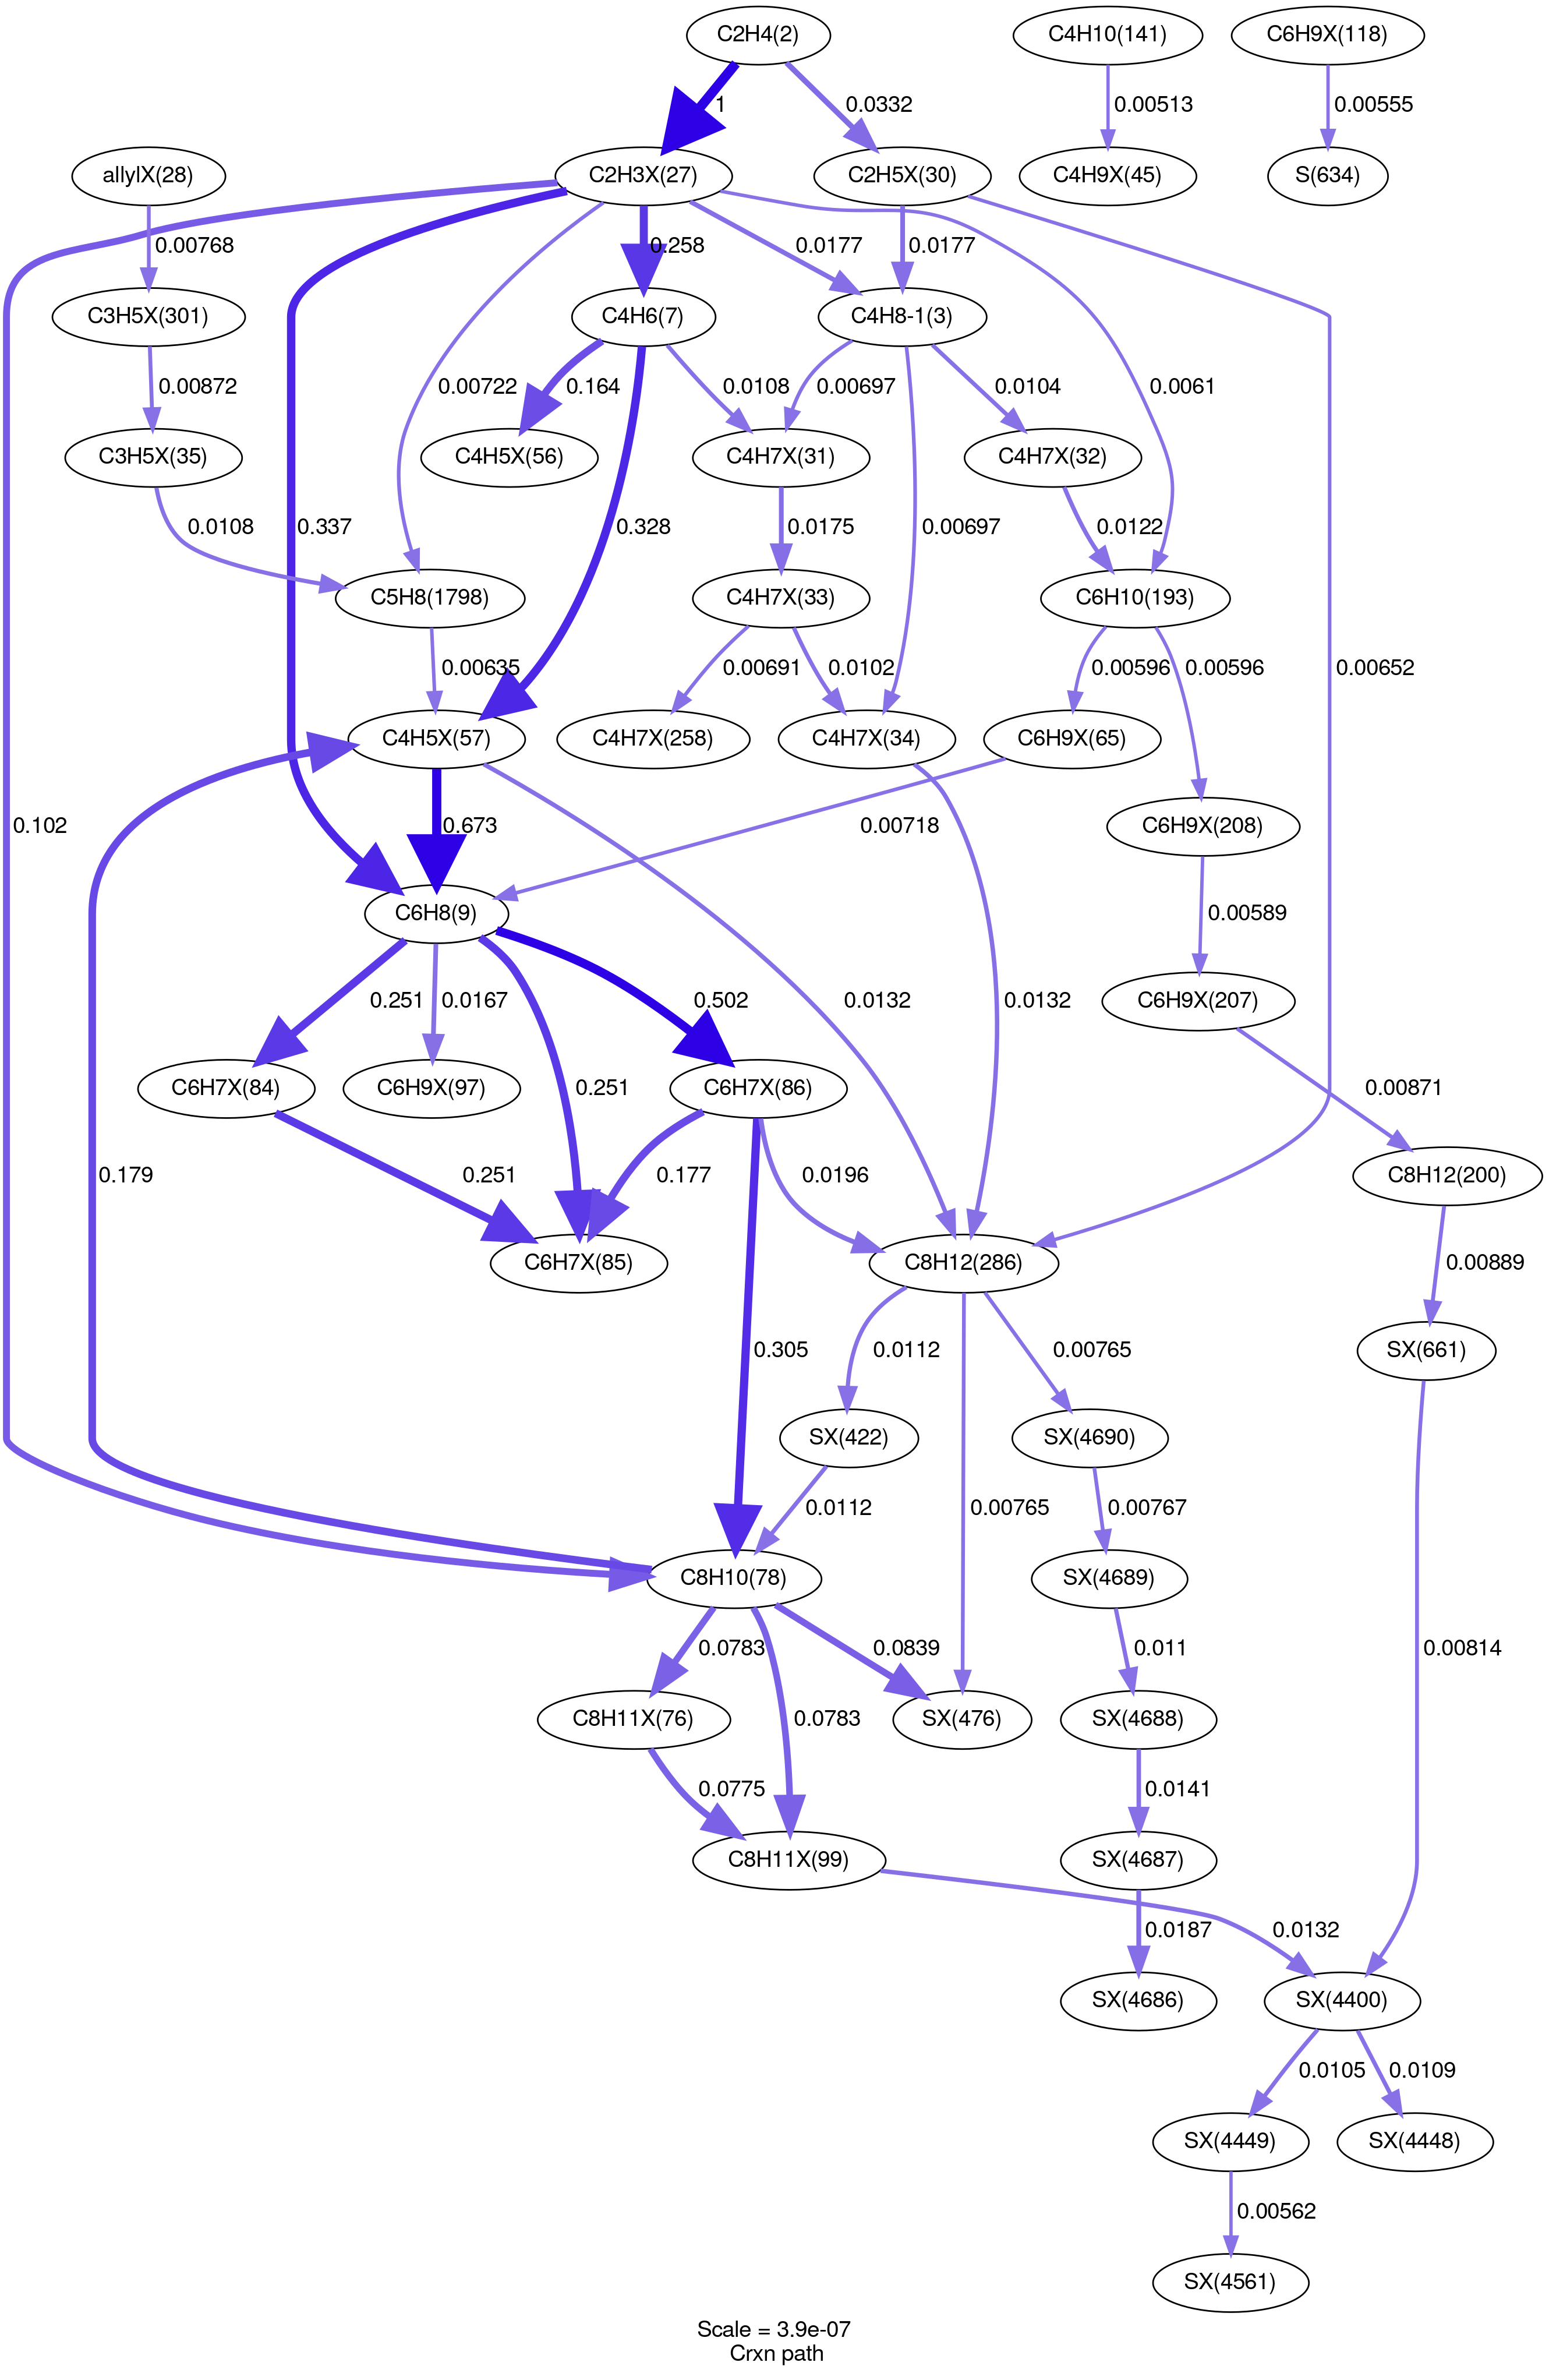 C2H4(2)
C4H10(141)
C6H9X(118)
1
0.0332
0.00513
0.00555
allylX(28)
C2H3X(27)
C2H5X(30)
C4H9X(45)
S(634)
0.00768
0.258
0.0177
0.0177
C3H5X(301)
C4H6(7)
C4H8-1(3)
0.00872
0.00722
0.164
0.0108
0.00697
0.0104
0.0061
C3H5X(35)
C4H5X(56)
C4H7X(31)
C4H7X(32)
0.0108
0.337
0.328
0.0175
0.00697
0.0122
C5H8(1798)
C4H7X(33)
C6H10(193)
0.00635
0.00691
0.0102
0.00596
0.00596
0.00652
C4H5X(57)
C4H7X(258)
C4H7X(34)
C6H9X(65)
0.102
0.673
0.00718
C6H9X(208)
C6H8(9)
0.00589
0.251
0.0167
0.502
0.0132
0.0132
C6H9X(207)
C6H7X(84)
C6H9X(97)
0.251
C6H7X(86)
0.00871
0.179
0.251
0.177
0.0196
C8H12(200)
C6H7X(85)
C8H12(286)
0.00889
0.305
0.0112
0.00765
SX(661)
SX(422)
SX(4690)
0.0112
0.00765
0.00767
C8H10(78)
SX(4689)
0.0783
0.0839
0.011
0.00814
C8H11X(76)
0.0783
SX(476)
SX(4688)
0.0775
0.0141
C8H11X(99)
SX(4687)
0.0187
0.0132
SX(4686)
SX(4400)
0.0105
0.0109
SX(4449)
SX(4448)
0.00562
SX(4561)
Scale = 3.9e-07
Crxn path